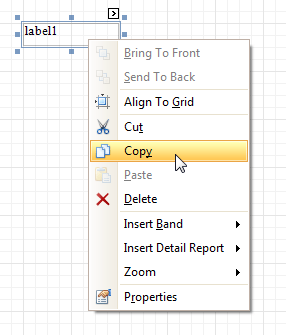 label1
Bring To Front
Send To Back
Align To Grid
Cut
Copy
Paste
Delete
Insert Band
Insert Detail Report
Zoom
Properties